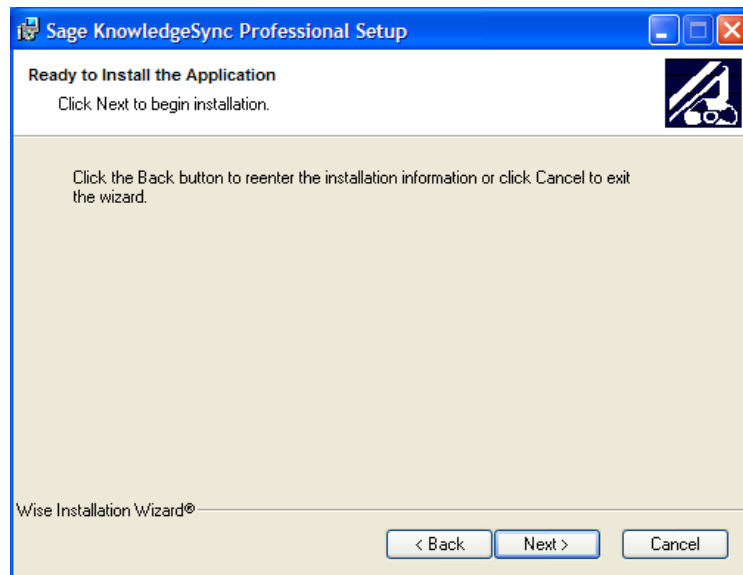 Sage KnowledgeSync Professional Setup
Ready to Install the Application
Click Next to begin installation.
Click the Back button to reenter the installation information or click Cancel to exit
the wizard.
Wise Installation Wizard®
< Back Next > Cancel